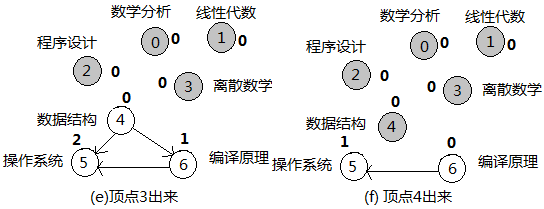 数学分析 线性代数
0 0 1 0
程序设计
2 0
0 3 离散数学
0
数据结构 4
2 1
操作系统 5 6 编译原理
(e)顶点3出来
数学分析 线性代数
0 0 1 0
程序设计
2 0
0 3 离散数学
0
数据结构 4
1 0
操作系统 5 6 编译原理
(f)顶点4出来